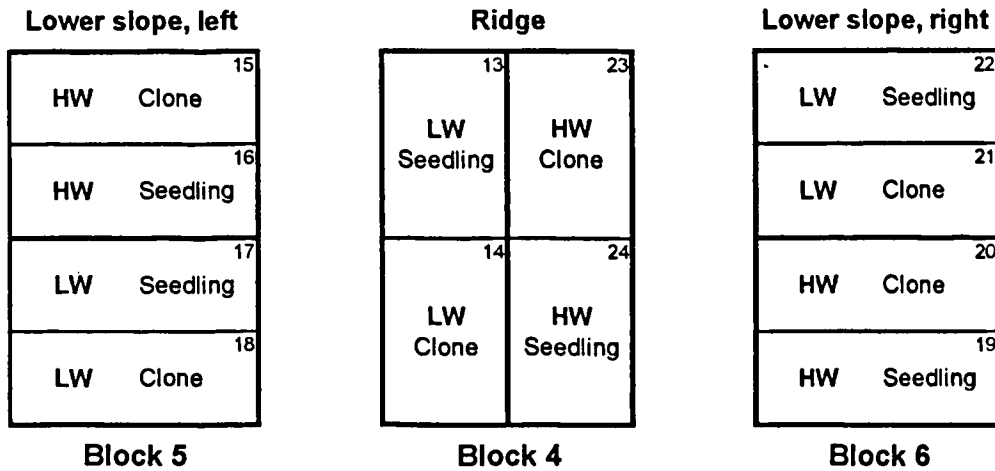 Lower slope, left
15
HW Clone
16
HW Seedling
17
LW Seedling
18
LW Clone
Block 5
Ridge
13
LW
Seedling
23
HW
Clone
14
LW
Clone
24
HW
Seedling
Block 4
Lower slope, right
22
LW Seedling
21
LW Clone
20
HW Clone
19
HW Seedling
Block 6